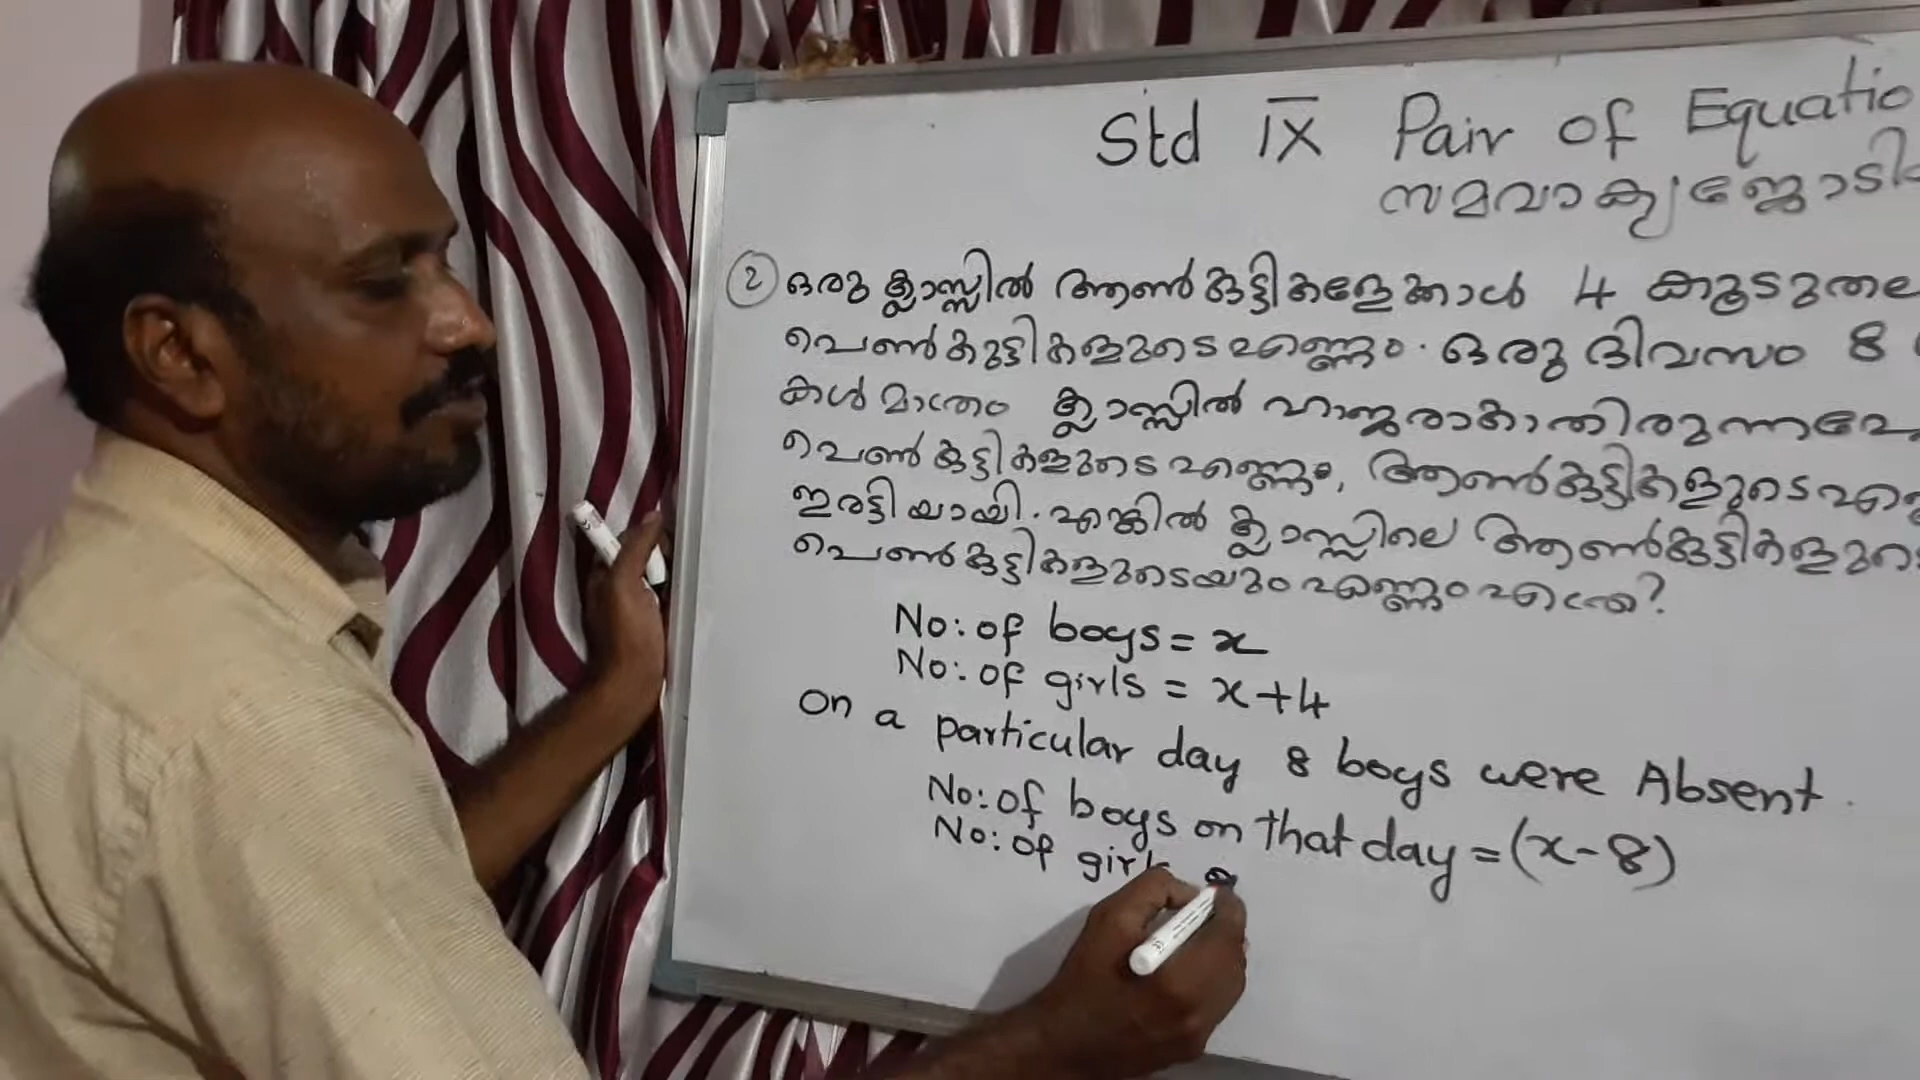 Std IX Pair of Equatio
സമവാക്യജോടിക
② ഒരു ക്ലാസ്സിൽ ആൺകുട്ടികളേക്കാൾ 4 കൂടുതലാ
പെൺകുട്ടികളുടെ എണ്ണം. ഒരു ദിവസം 8
കൾ മാത്രം ക്ലാസ്സിൽ ഹാജരാകാതിരുന്നപ്പോ
പെൺകുട്ടികളുടെ എണ്ണം, ആൺകുട്ടികളുടെ എണ്ണ
ഇരട്ടിയായി. എങ്കിൽ ക്ലാസ്സിലെ ആൺകുട്ടികളുടെ
പെൺകുട്ടികളുടെയും എണ്ണം എത്ര?
No: of boys = x
No: of girls = x+4
On a particular day 8 boys were Absent.
No: of boys on that day = (x-8)
No: of girls